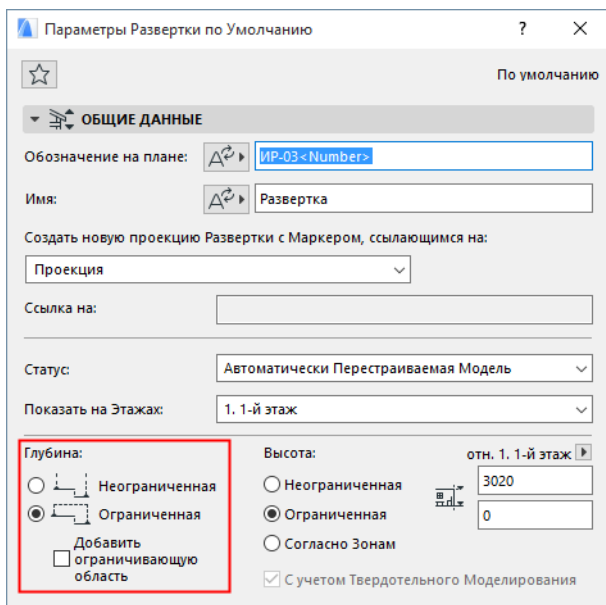 Параметры Развертки по Умолчанию
?
По умолчанию
ОБЩИЕ ДАННЫЕ
Обозначение на плане: ИР-03<Number>
Имя: Развертка
Создать новую проекцию Развертки с Маркером, ссылающимся на:
Проекция
Ссылка на:
Статус: Автоматически Перестраиваемая Модель
Показать на Этажах: 1. 1-й этаж
Глубина:
Неограниченная
Ограниченная
Добавить
ограничивающую
область
Высота: отн. 1. 1-й этаж
Неограниченная 3020
Ограниченная 0
Согласно Зонам
С учетом Твердотельного Моделирования